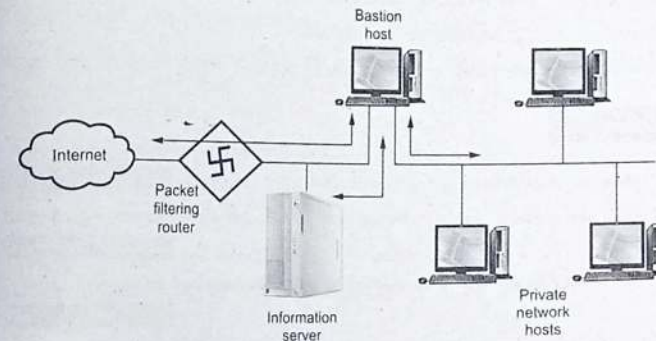 Bastion
host
Internet
Packet
filtering
router
Information
server
Private
network
hosts